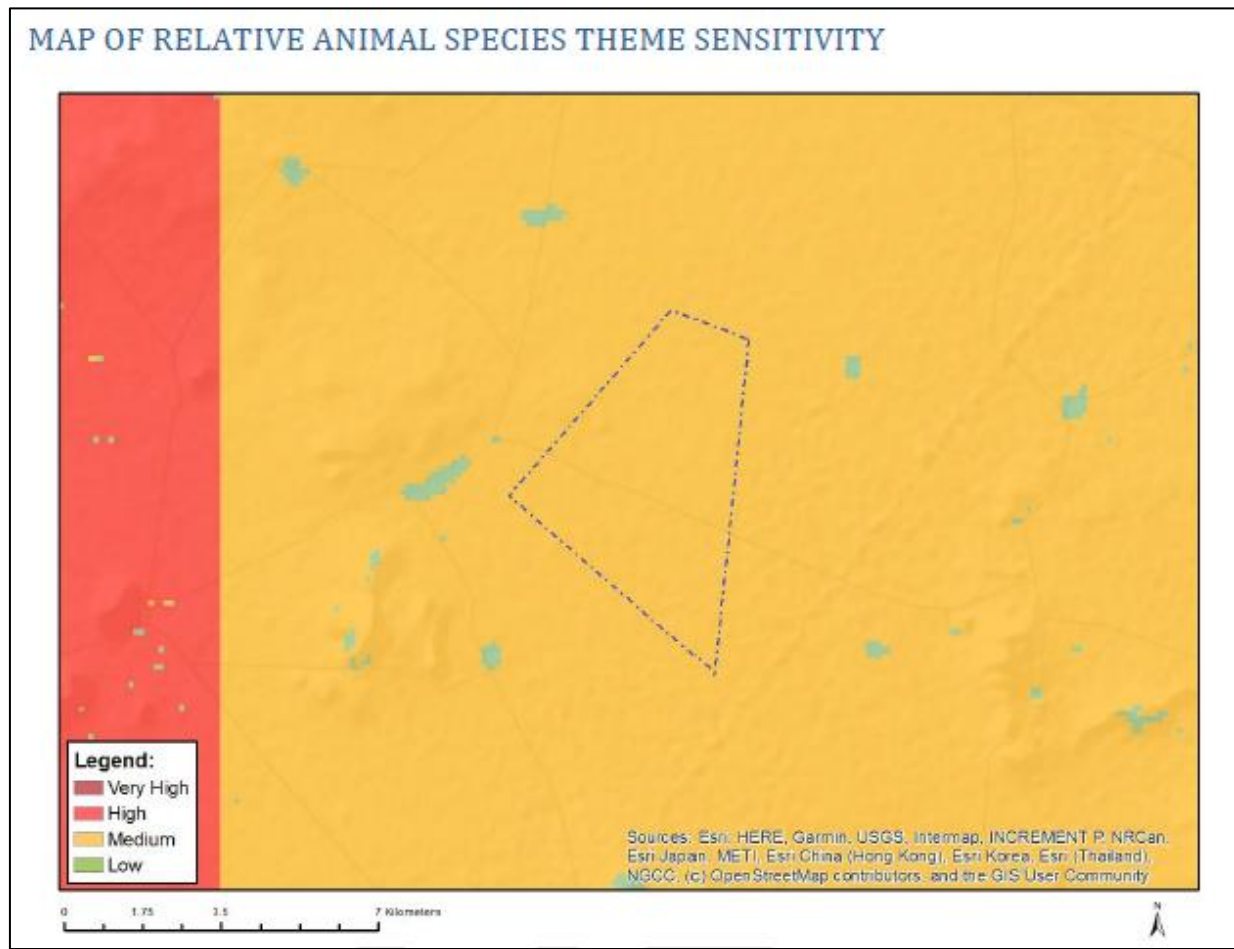 MAP OF RELATIVE ANIMAL SPECIES THEME SENSITIVITY
Legend:
Very High
High
Medium
Low
Sources: Esri, HERE, Garmin, USGS, Intermap, INCREMENT P, NRCan,
Esri Japan, METI, Esri China (Hong Kong), Esri Korea, Esri (Thailand),
NGCC, (c) OpenStreetMap contributors, and the GIS User Community
0 1.75 3.5 7 Kilometers
N